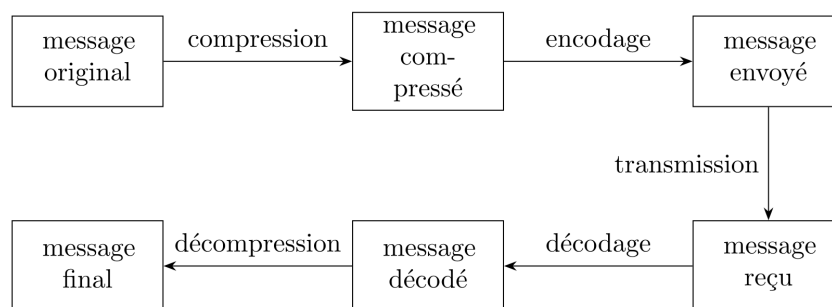 message
original
compression
message
com-
pressé
encodage
message
envoyé
transmission
message
final
décompression
message
décodé
décodage
message
reçu